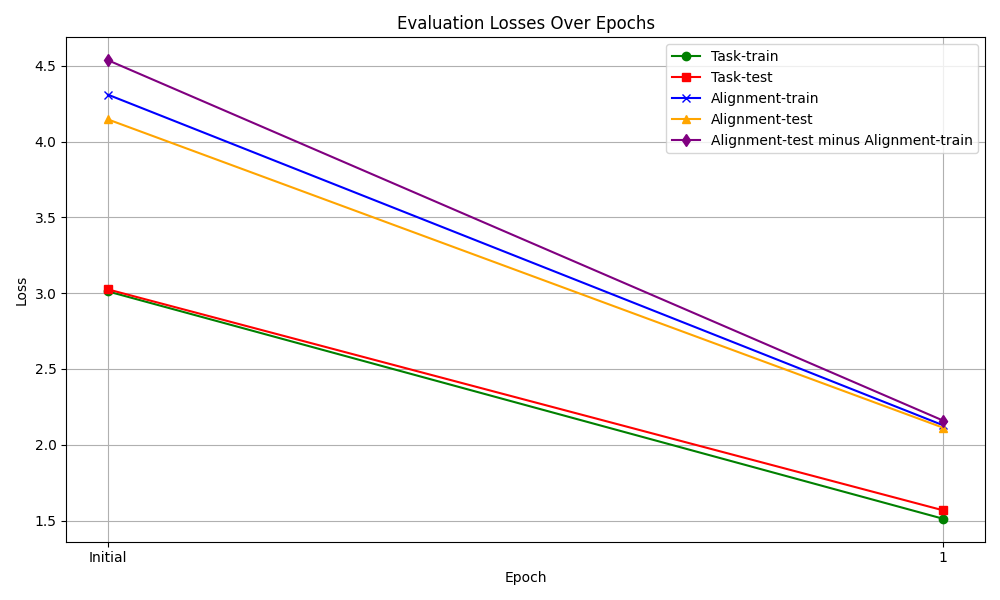 Evaluation Losses Over Epochs
Task-train
Task-test
Alignment-train
Alignment-test
Alignment-test minus Alignment-train
Loss
4.5
4.0
3.5
3.0
2.5
2.0
1.5
Initial
1
Epoch